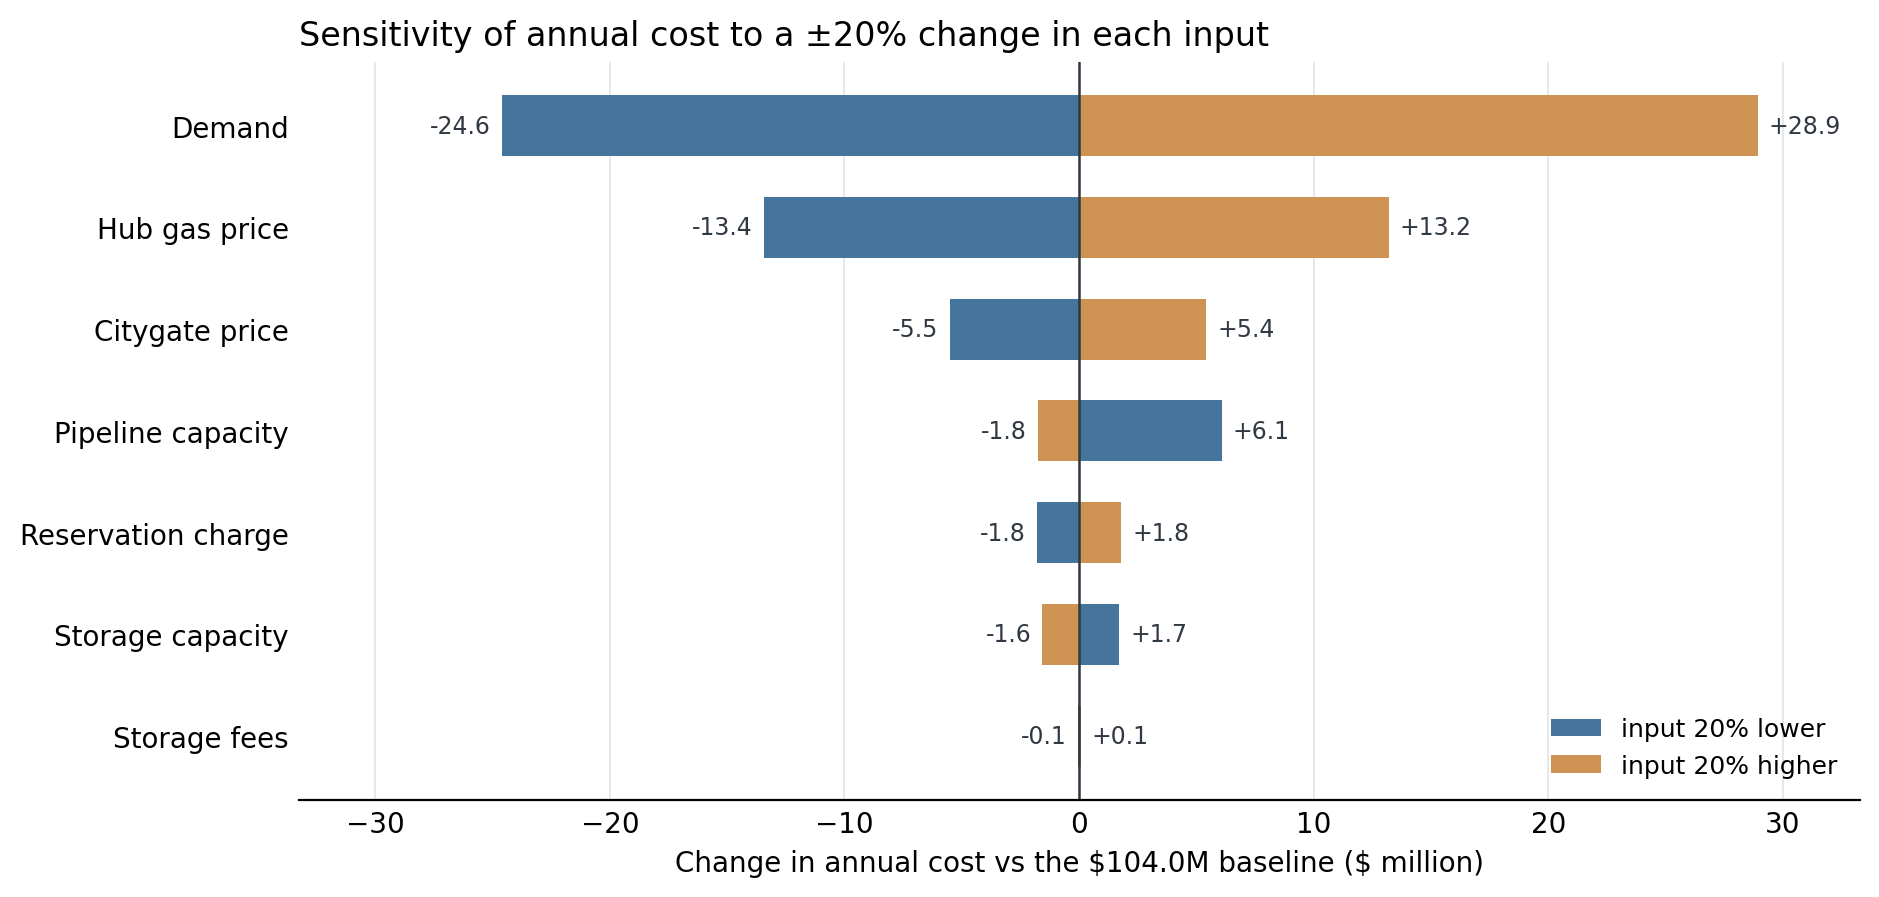 Sensitivity of annual cost to a ±20% change in each input
Demand
-24.6
+28.9
Hub gas price
-13.4
+13.2
Citygate price
-5.5
+5.4
Pipeline capacity
-1.8
+6.1
Reservation charge
-1.8
+1.8
Storage capacity
-1.6
+1.7
Storage fees
-0.1
+0.1
input 20% lower
input 20% higher
−30
−20
−10
0
10
20
30
Change in annual cost vs the $104.0M baseline ($ million)